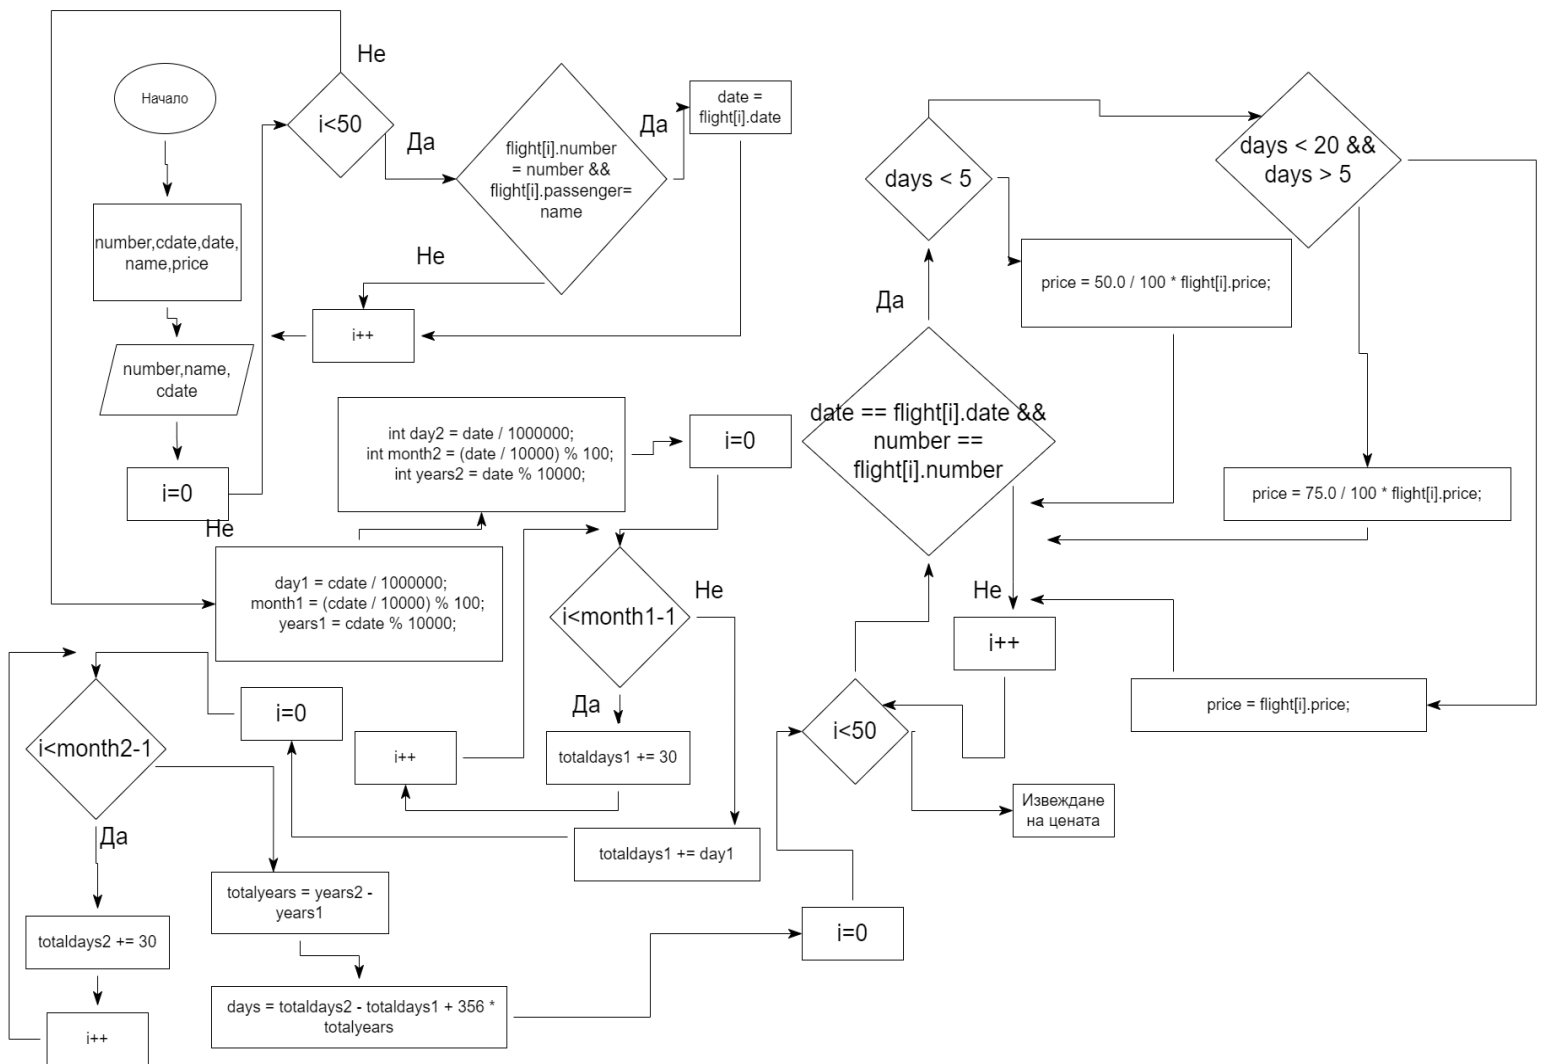 Начало
number,cdate,date,
name,price
number,name,
cdate
i=0
Не
i<50
Да
flight[i].number
= number &&
flight[i].passenger=
name
Да
date =
flight[i].date
Не
i++
Не
day1 = cdate / 1000000;
month1 = (cdate / 10000) % 100;
years1 = cdate % 10000;
int day2 = date / 1000000;
int month2 = (date / 10000) % 100;
int years2 = date % 10000;
i=0
i<month1-1
Не
Да
totaldays1 += 30
i++
totaldays1 += day1
i=0
i<month2-1
Да
totaldays2 += 30
i++
totalyears = years2 -
years1
days = totaldays2 - totaldays1 + 356 *
totalyears
i=0
i<50
Извеждане
на цената
date == flight[i].date &&
number ==
flight[i].number
Не
i++
Да
days < 5
price = 50.0 / 100 * flight[i].price;
days < 20 &&
days > 5
price = 75.0 / 100 * flight[i].price;
price = flight[i].price;